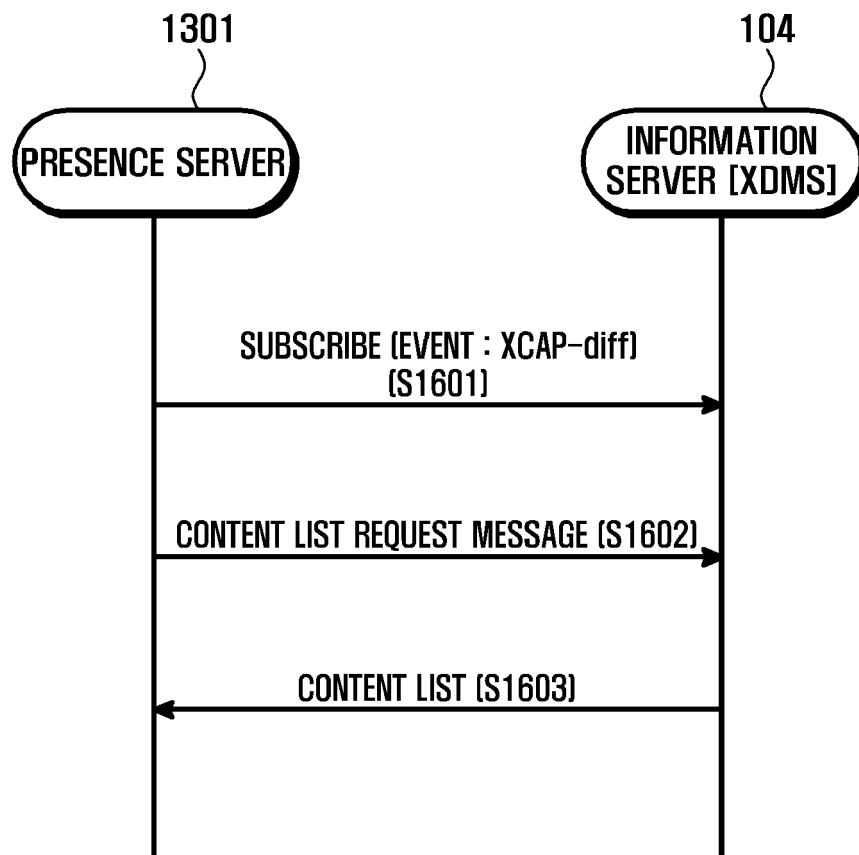 1301
104
PRESENCE SERVER
INFORMATION
SERVER [XDMS]
SUBSCRIBE (EVENT : XCAP-diff)
(S1601)
CONTENT LIST REQUEST MESSAGE (S1602)
CONTENT LIST (S1603)